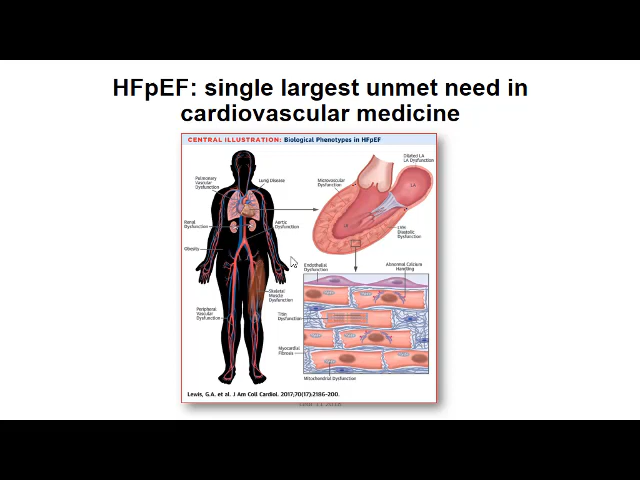 HFpEF: single largest unmet need in
cardiovascular medicine
CENTRAL ILLUSTRATION: Biological Phenotypes in HFpEF
Pulmonary
Vascular
Dysfunction
Lung Disease
Renal
Dysfunction
Aortic
Dysfunction
Obesity
Skeletal
Muscle
Dysfunction
Peripheral
Vascular
Dysfunction
Microvascular
Dysfunction
Dilated LA
LA Dysfunction
LA
LV
LVH
Diastolic
Dysfunction
Endothelial
Dysfunction
Abnormal Calcium
Handling
Titin
Dysfunction
Myocardial
Fibrosis
Mitochondrial Dysfunction
Lewis, G.A. et al. J Am Coll Cardiol. 2017;70(17):2186-200.